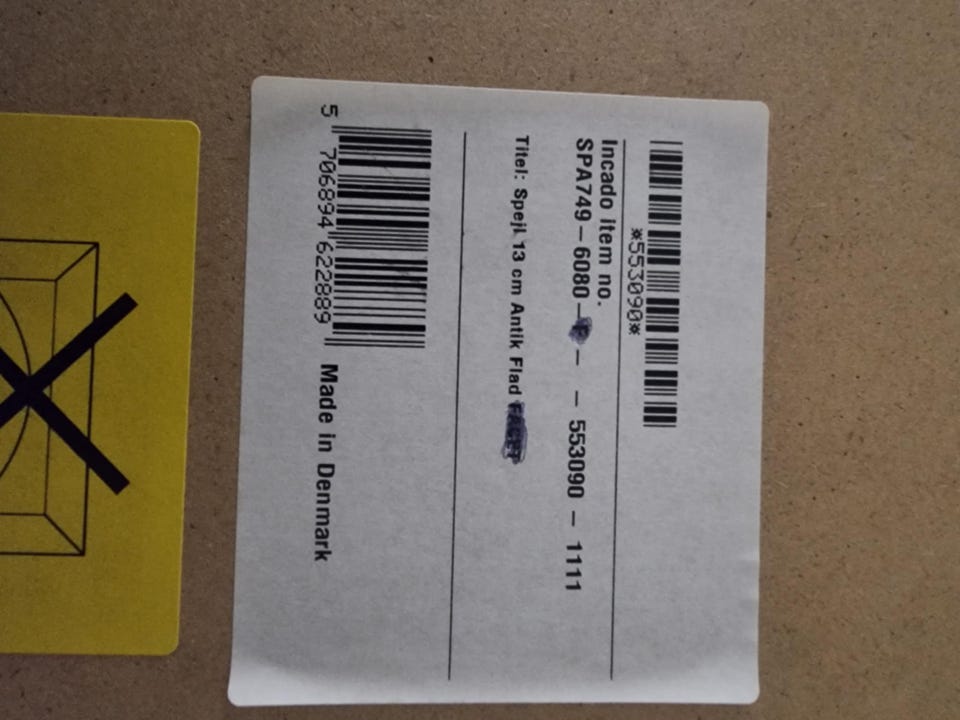 *553090*
Incado item no.
SPA749-6080- - - 553090 - 1111
Titel: Spejl 13 cm Antik Flad
5 706894 622889
Made in Denmark